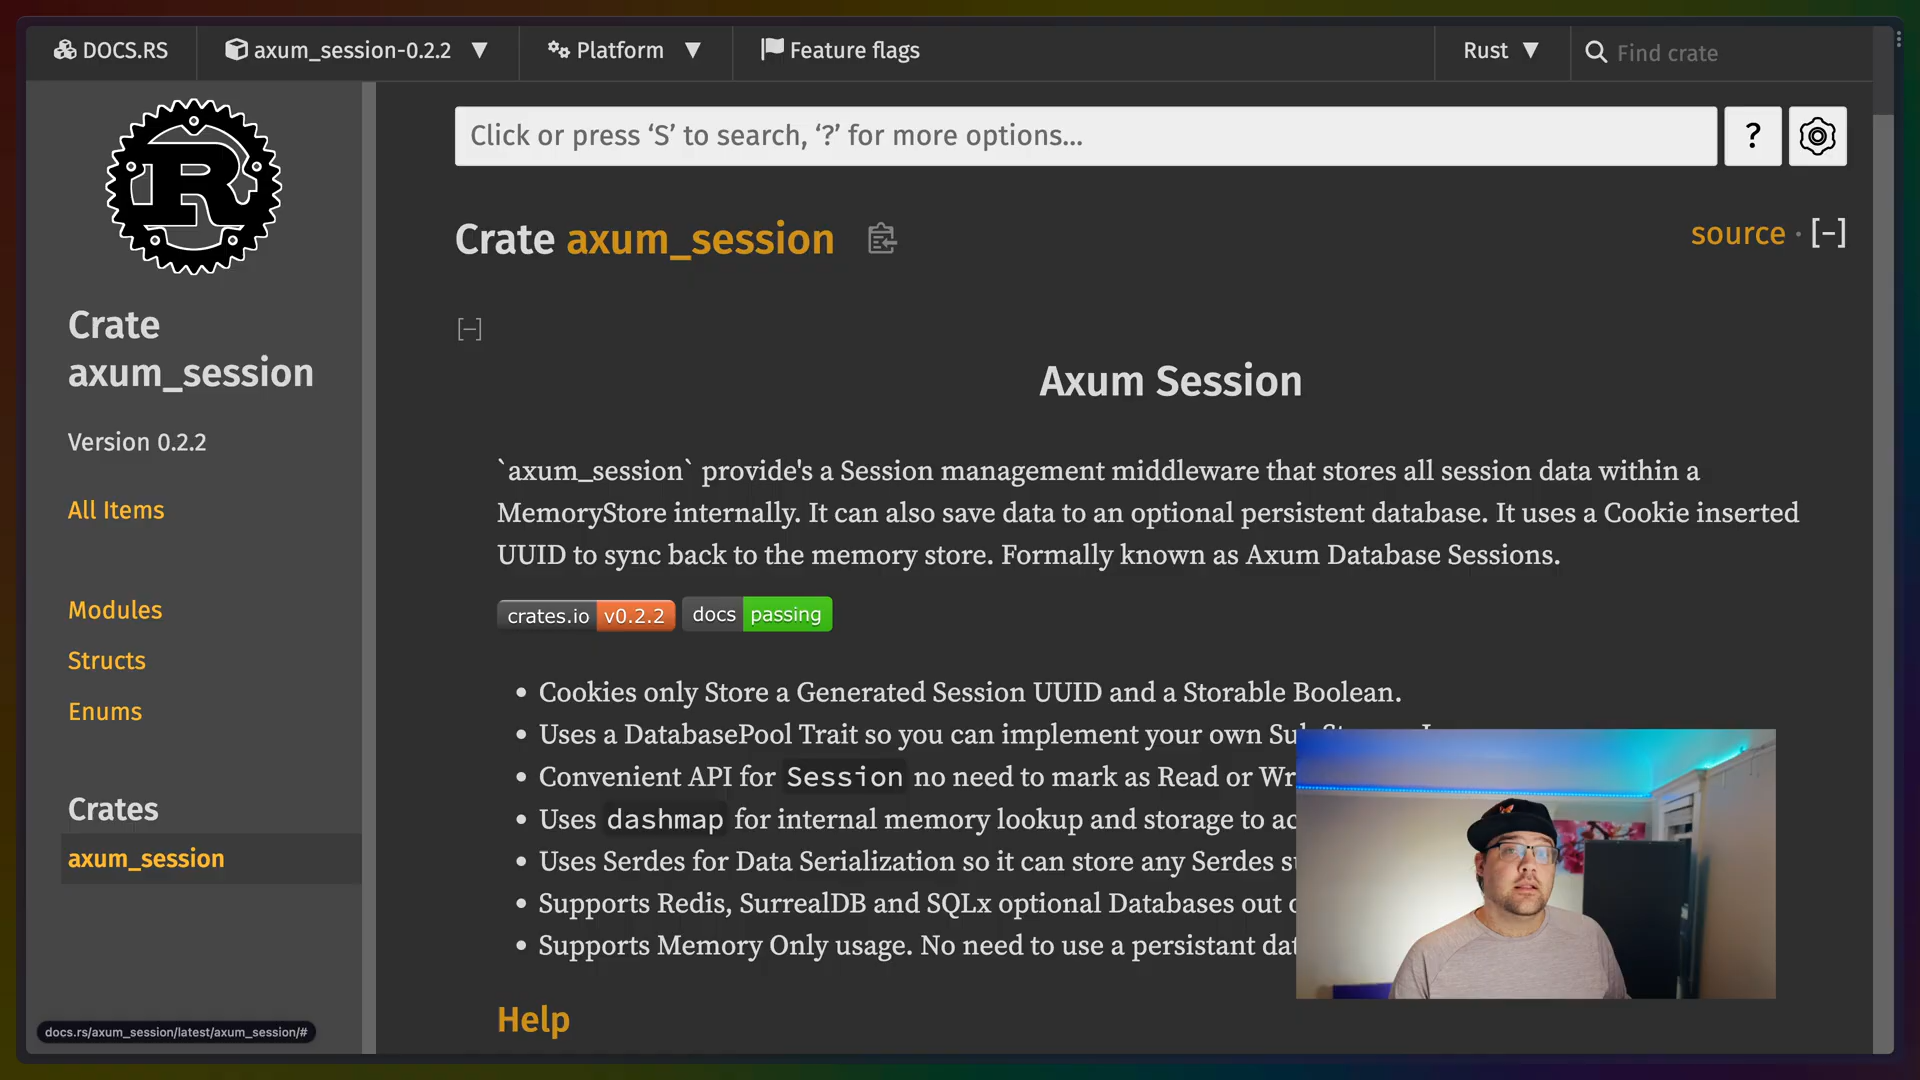 DOCS.RS
axum_session-0.2.2
Platform
Feature flags
Rust
Find crate
Click or press ‘S’ to search, ‘?’ for more options…
?
Crate axum_session
source · [−]
[−]
Crate
axum_session
Version 0.2.2
All Items
Modules
Structs
Enums
Crates
axum_session
Axum Session
`axum_session` provide's a Session management middleware that stores all session data within a
MemoryStore internally. It can also save data to an optional persistent database. It uses a Cookie inserted
UUID to sync back to the memory store. Formally known as Axum Database Sessions.
crates.io v0.2.2 docs passing
• Cookies only Store a Generated Session UUID and a Storable Boolean.
• Uses a DatabasePool Trait so you can implement your own
• Convenient API for Session no need to mark as Read or
• Uses dashmap for internal memory lookup and storage to
• Uses Serdes for Data Serialization so it can store any Serdes
• Supports Redis, SurrealDB and SQLx optional Databases out
• Supports Memory Only usage. No need to use a persistant
Help
docs.rs/axum_session/latest/axum_session/#